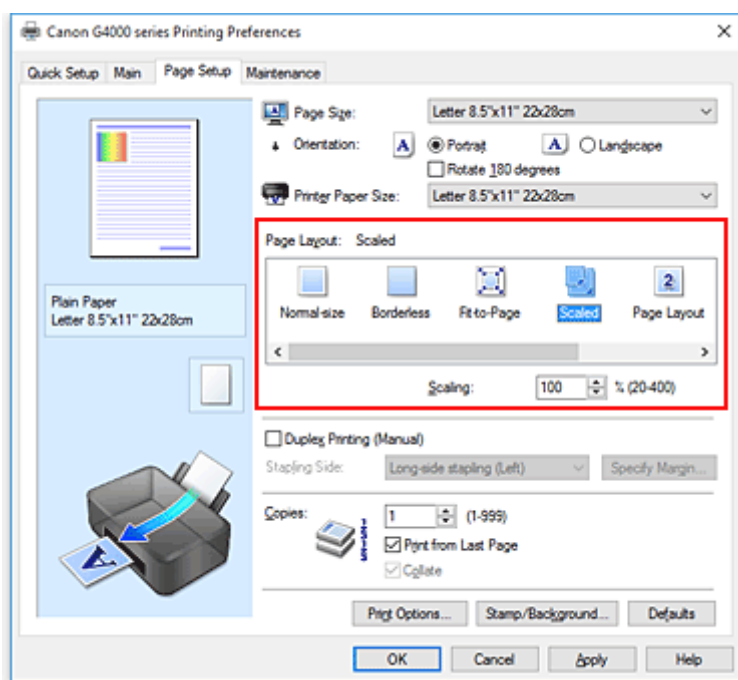 Canon G4000 series Printing Preferences
Quick Setup Main Page Setup Maintenance
Page Size: Letter 8.5"x11" 22x28cm
Orientation: A Portrait A Landscape
Rotate 180 degrees
Printer Paper Size: Letter 8.5"x11" 22x28cm
Page Layout: Scaled
Normal-size Borderless Fit-to-Page Scaled 2 Page Layout
Scaling: 100 % (20-400)
Plain Paper
Letter 8.5"x11" 22x28cm
Duplex Printing (Manual)
Stapling Side: Long-side stapling (Left) Specify Margin...
Copies: 1 (1-999)
Print from Last Page
Collate
A
Print Options... Stamp/Background... Defaults
OK Cancel Apply Help